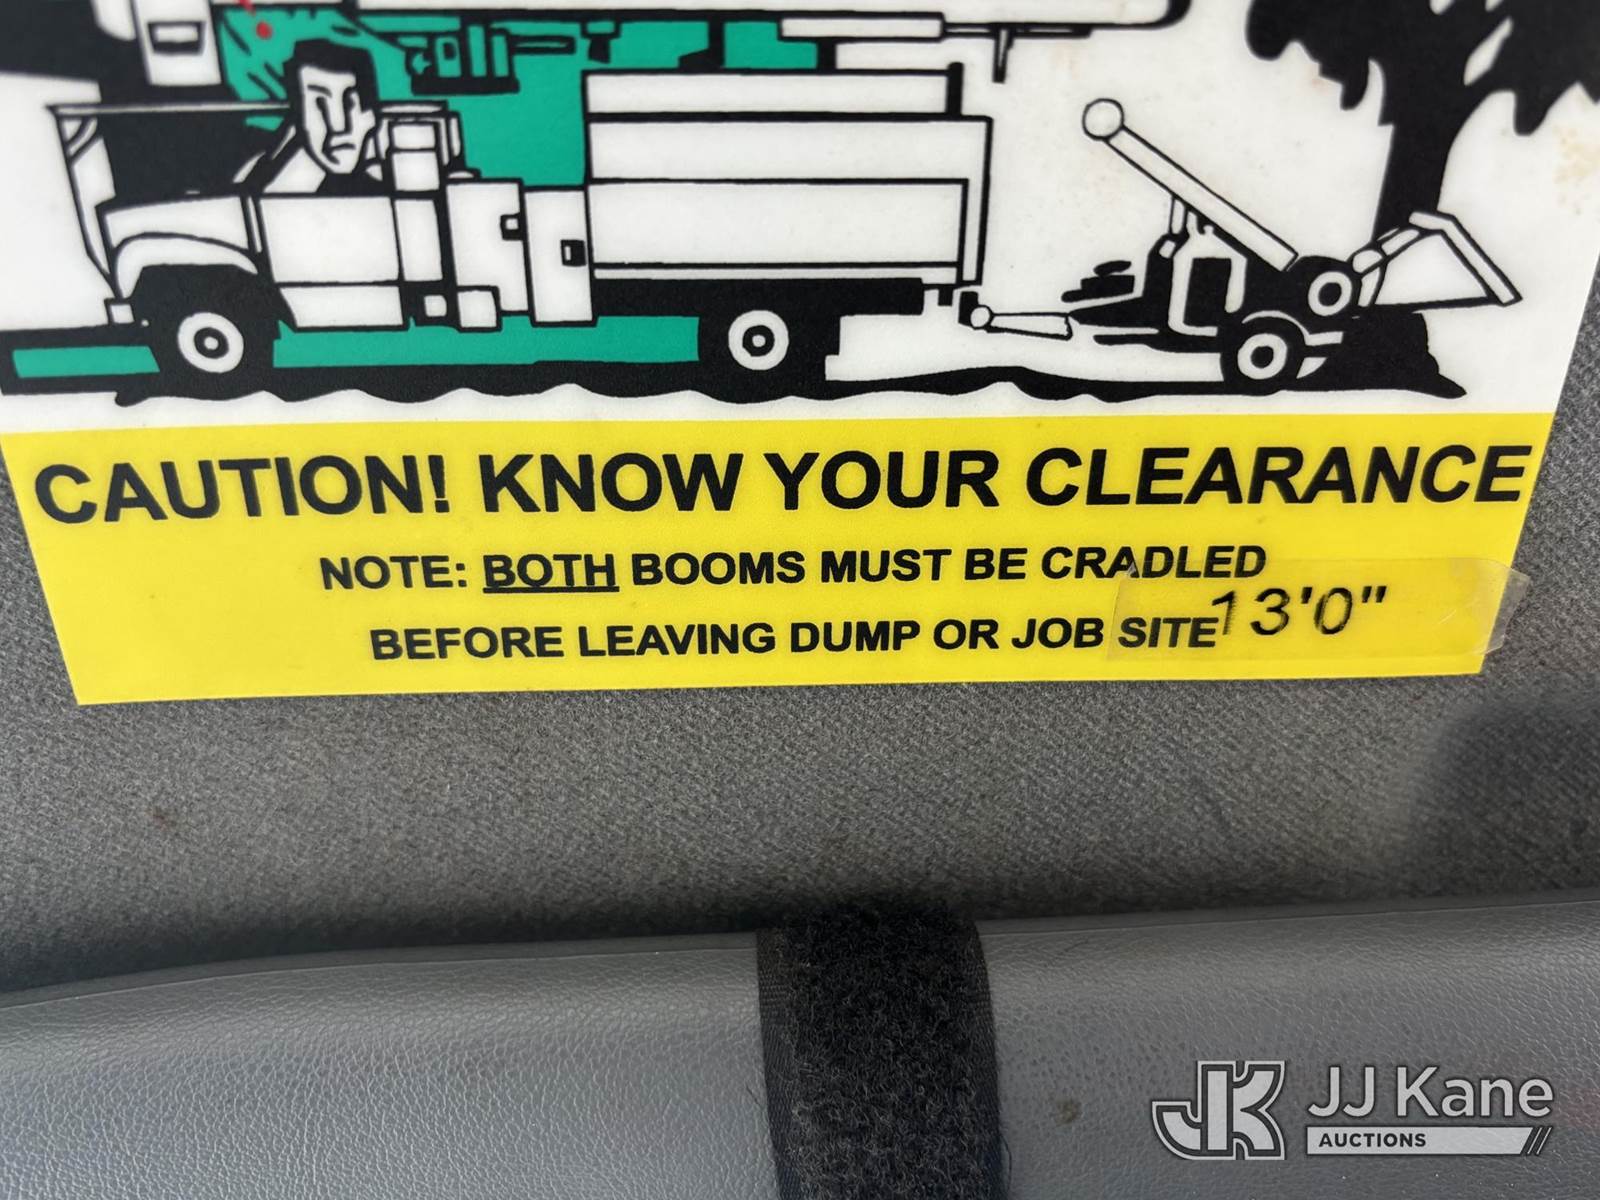 CAUTION! KNOW YOUR CLEARANCE
NOTE: BOTH BOOMS MUST BE CRADLED
BEFORE LEAVING DUMP OR JOB SITE
13'0"
JK JJ Kane
AUCTIONS